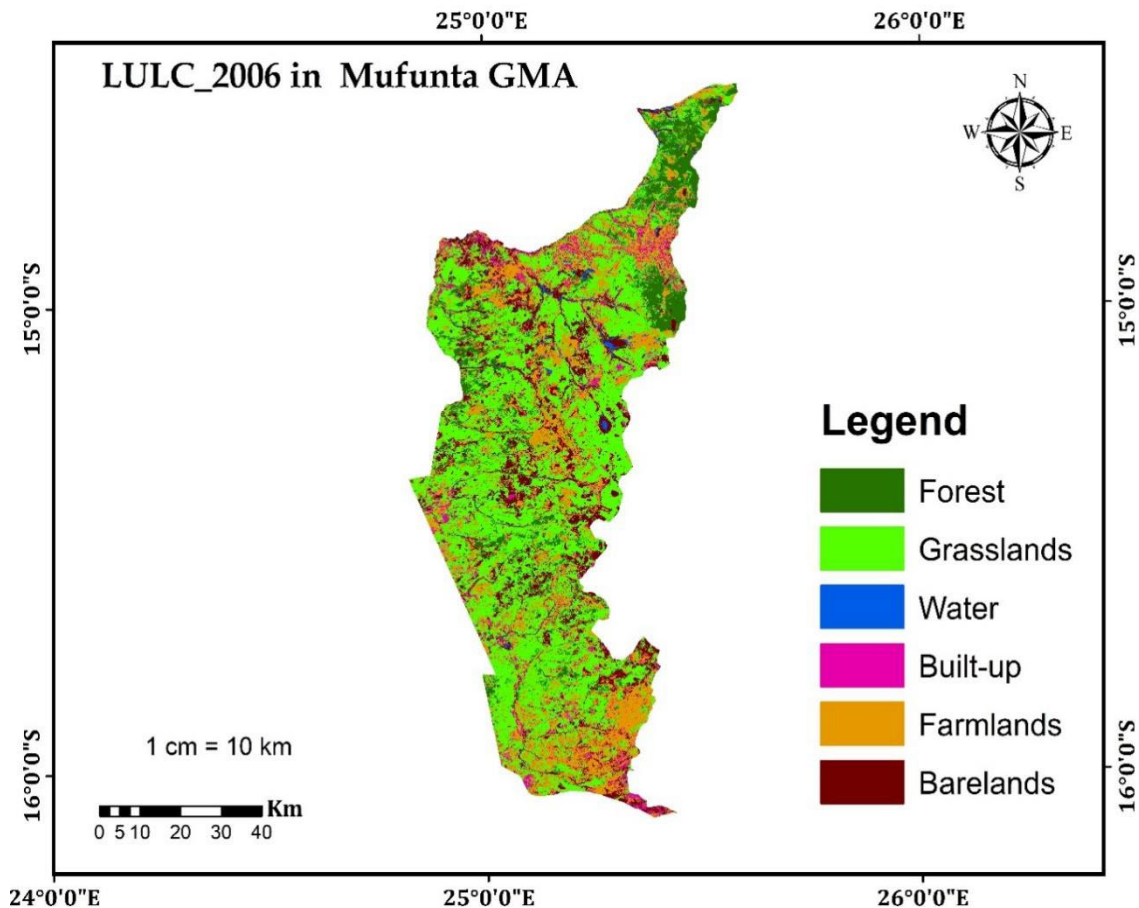 25°0'0"E 26°0'0"E
LULC_2006 in Mufunta GMA
N
W E
S
15°0'0"S 15°0'0"S
Legend
Forest
Grasslands
Water
Built-up
Farmlands
Barelands
1 cm = 10 km
Km
0 5 10 20 30 40
16°0'0"S 16°0'0"S
24°0'0"E 25°0'0"E 26°0'0"E